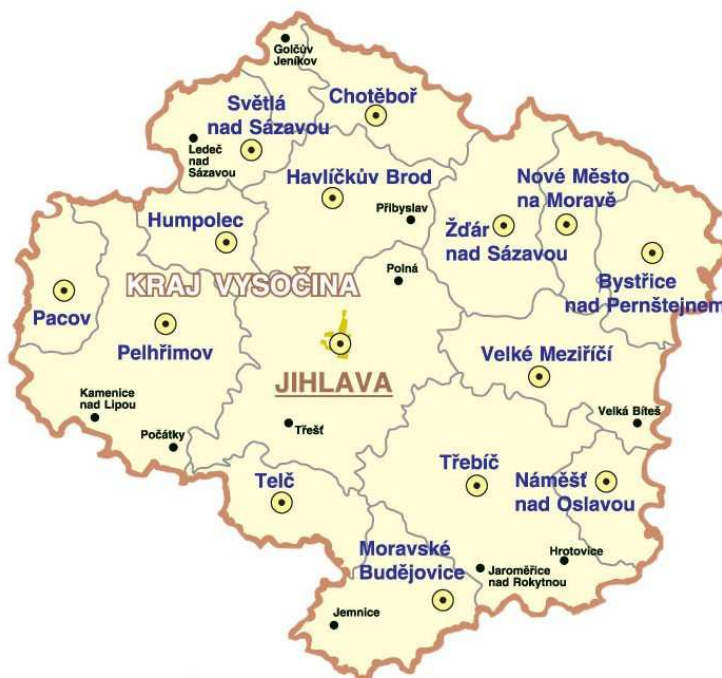 Golčův
Jeníkov
Chotěboř
Světlá
nad Sázavou
Ledeč
nad
Sázavou
Havlíčkův Brod
Nové Město
na Moravě
Přibyslav
Humpolec
Žďár
nad Sázavou
Bystřice
nad Pernštejnem
Polná
KRAJ VYSOČINA
Pacov
Pelhřimov
Velké Meziříčí
JIHLAVA
Kamenice
nad Lipou
Počátky
Třešť
Velká Bíteš
Telč
Třebíč
Náměšť
nad Oslavou
Moravské
Budějovice
Hrotovice
Jaroměřice
nad Rokytnou
Jemnice